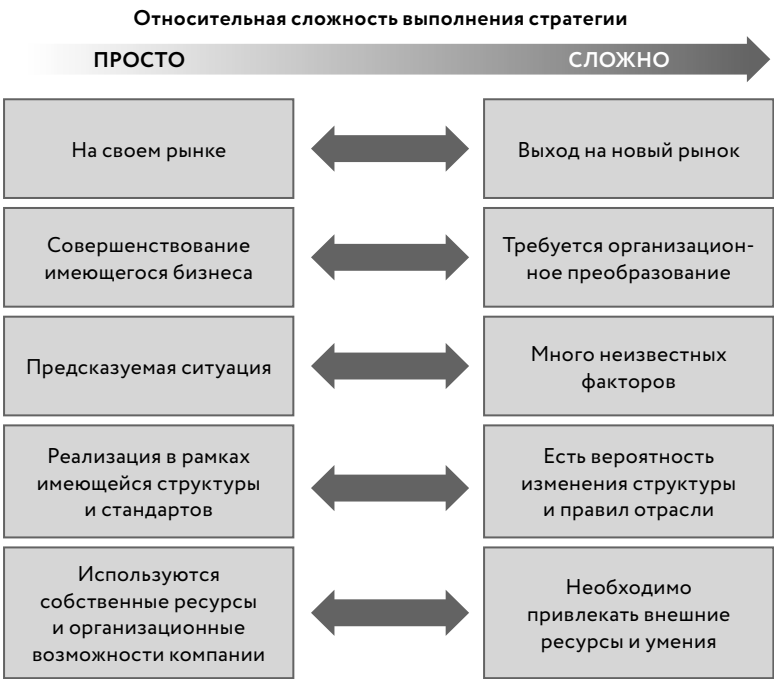 Относительная сложность выполнения стратегии
ПРОСТО
СЛОЖНО
На своем рынке
Выход на новый рынок
Совершенствование
имеющегося бизнеса
Требуется организацион-
ное преобразование
Предсказуемая ситуация
Много неизвестных
факторов
Реализация в рамках
имеющейся структуры
и стандартов
Есть вероятность
изменения структуры
и правил отрасли
Используются
собственные ресурсы
и организационные
возможности компании
Необходимо
привлекать внешние
ресурсы и умения